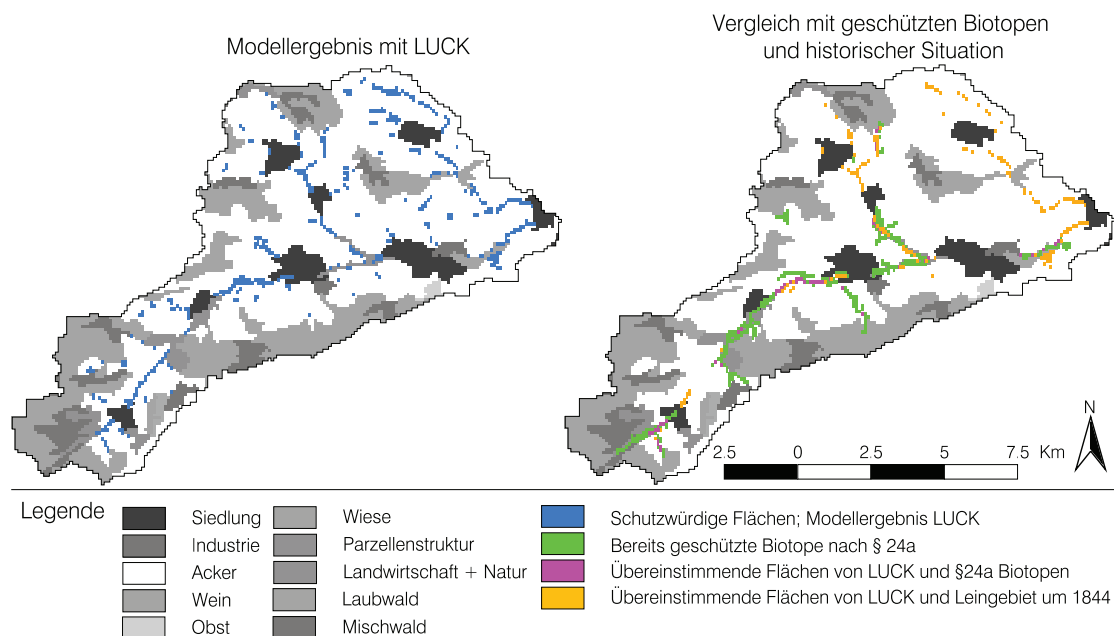 Modellergebnis mit LUCK
Vergleich mit geschützten Biotopen
und historischer Situation
N
2.5 0 2.5 5 7.5 Km
Legende
Siedlung
Industrie
Acker
Wein
Obst
Wiese
Parzellenstruktur
Landwirtschaft + Natur
Laubwald
Mischwald
Schutzwürdige Flächen; Modellergebnis LUCK
Bereits geschützte Biotope nach § 24a
Übereinstimmende Flächen von LUCK und §24a Biotopen
Übereinstimmende Flächen von LUCK und Leingebiet um 1844